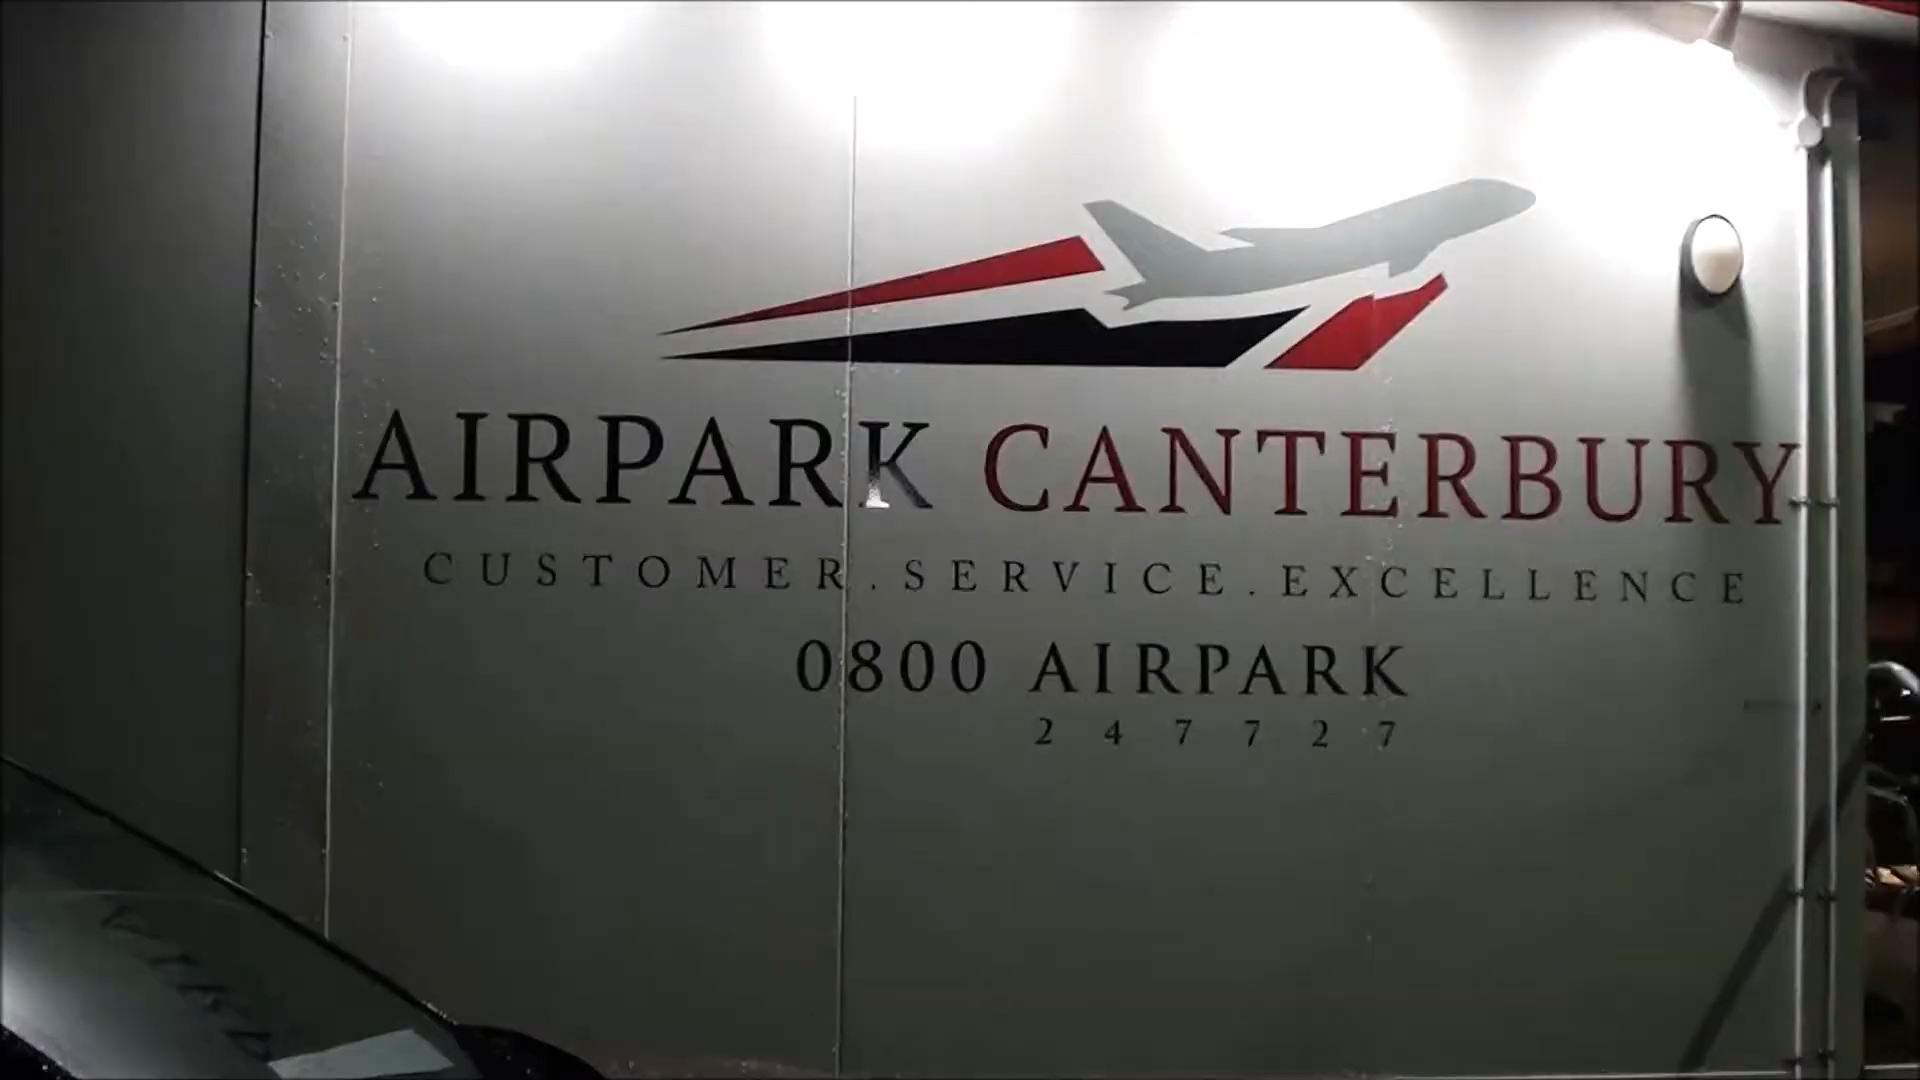 AIRPARK CANTERBURY
CUSTOMER.SERVICE.EXCELLENCE
0800 AIRPARK
247727